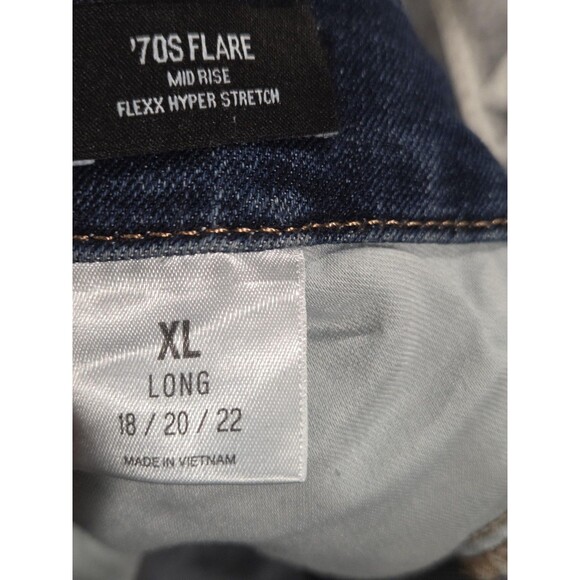 '70S FLARE
MID RISE
FLEXX HYPER STRETCH
XL
LONG
18 / 20 / 22
MADE IN VIETNAM